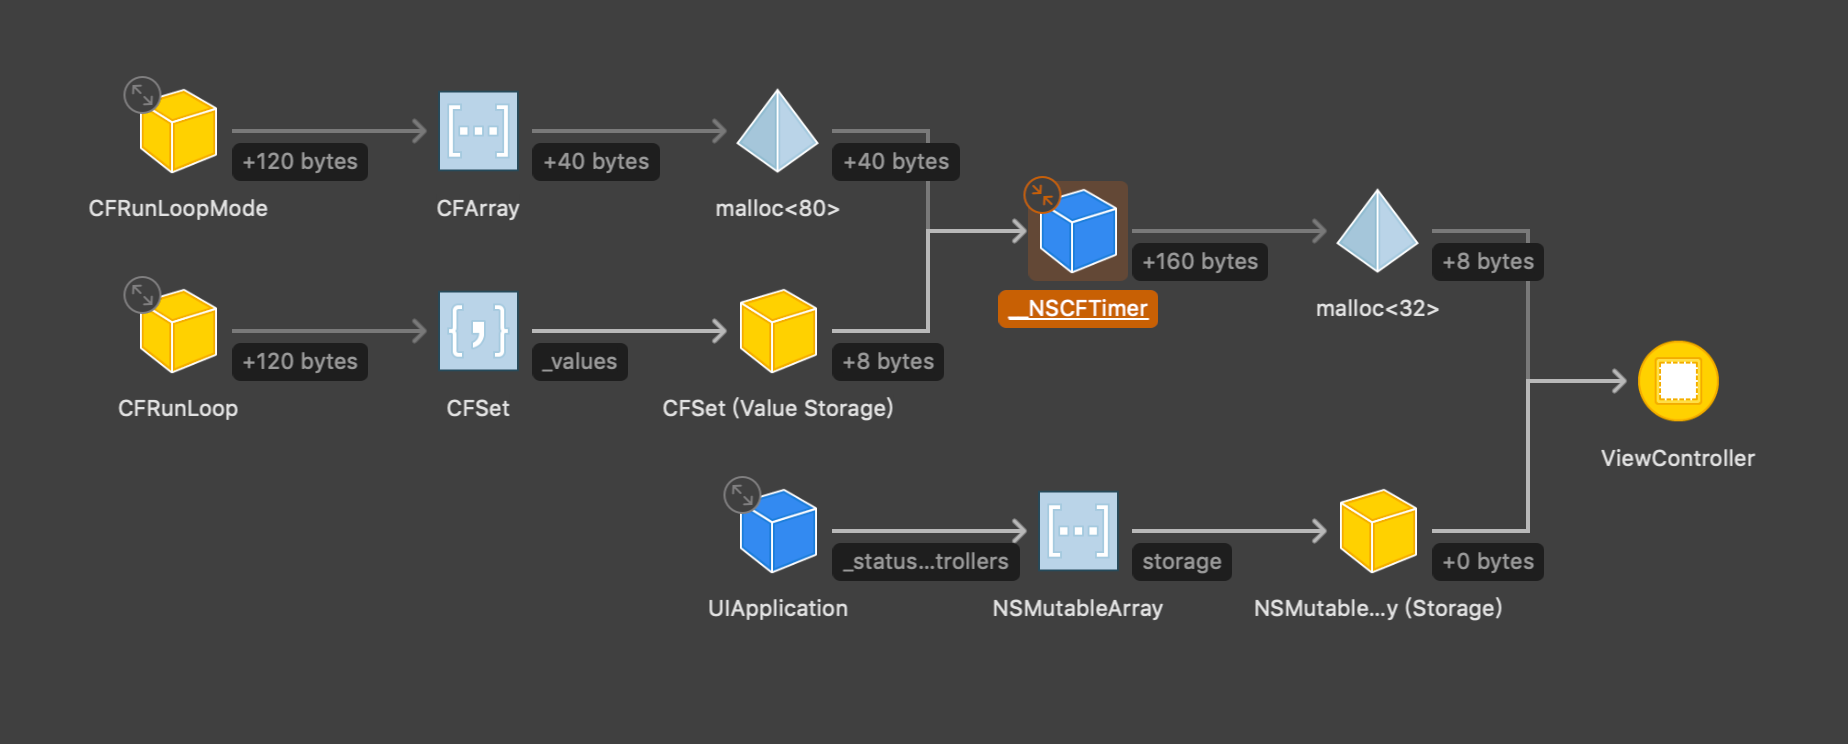 +120 bytes
+40 bytes
+40 bytes
CFRunLoopMode
CFArray
malloc<80>
+160 bytes
+8 bytes
__NSCFTimer
malloc<32>
+120 bytes
_values
+8 bytes
CFRunLoop
CFSet
CFSet (Value Storage)
ViewController
_status...trollers
storage
+0 bytes
UIApplication
NSMutableArray
NSMutable...y (Storage)